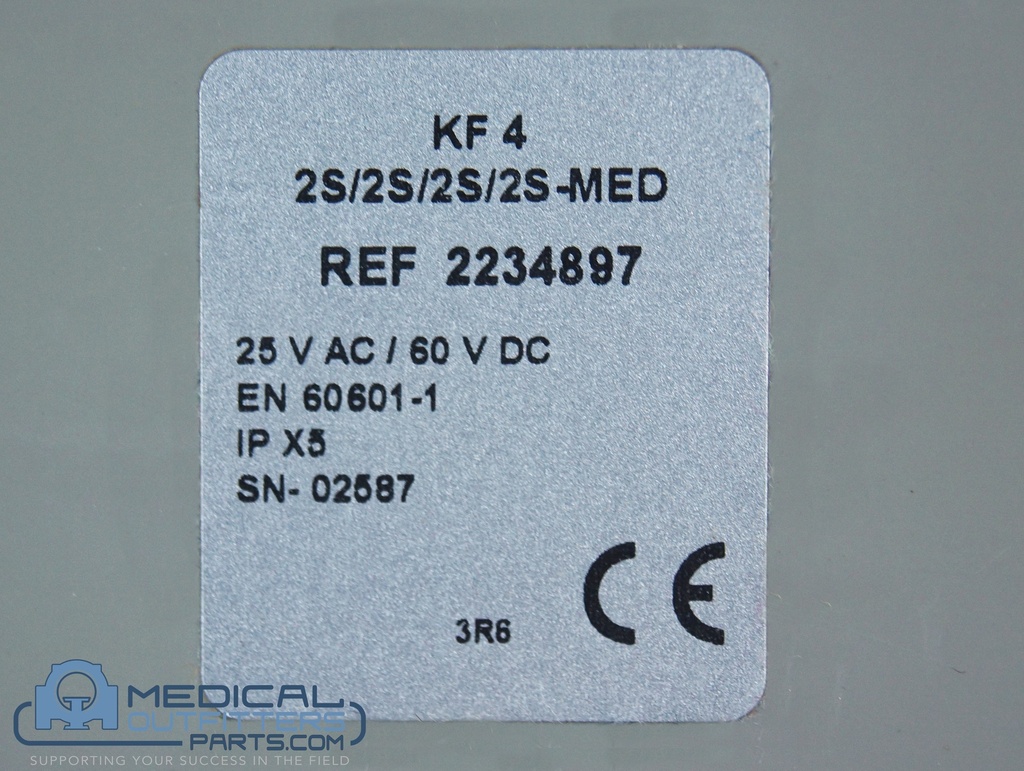 KF 4
2S/2S/2S/2S-MED
REF 2234897
25 V AC / 60 V DC
EN 60601-1
IP X5
SN- 02587
3R6
CE
MEDICAL
OUTFITTERS
PARTS.COM
SUPPORTING YOUR SUCCESS IN THE FIELD